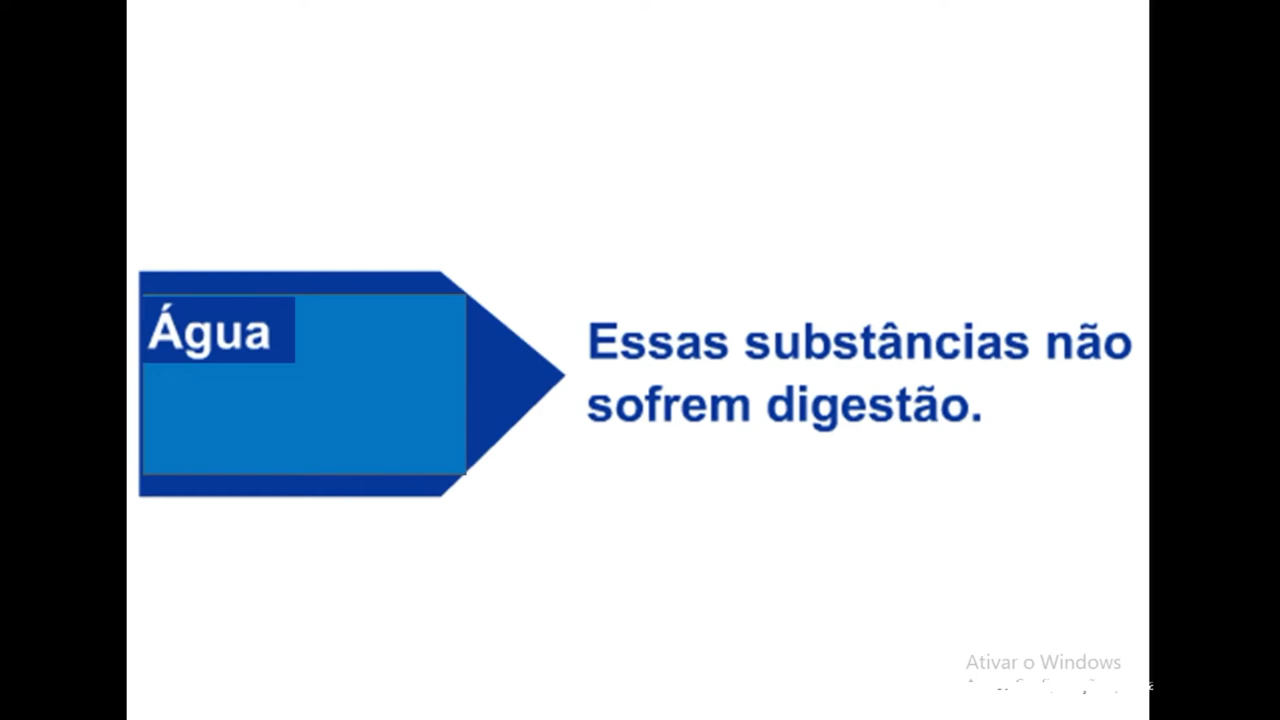 Água
Essas substâncias não
sofrem digestão.
Ativar o Windows